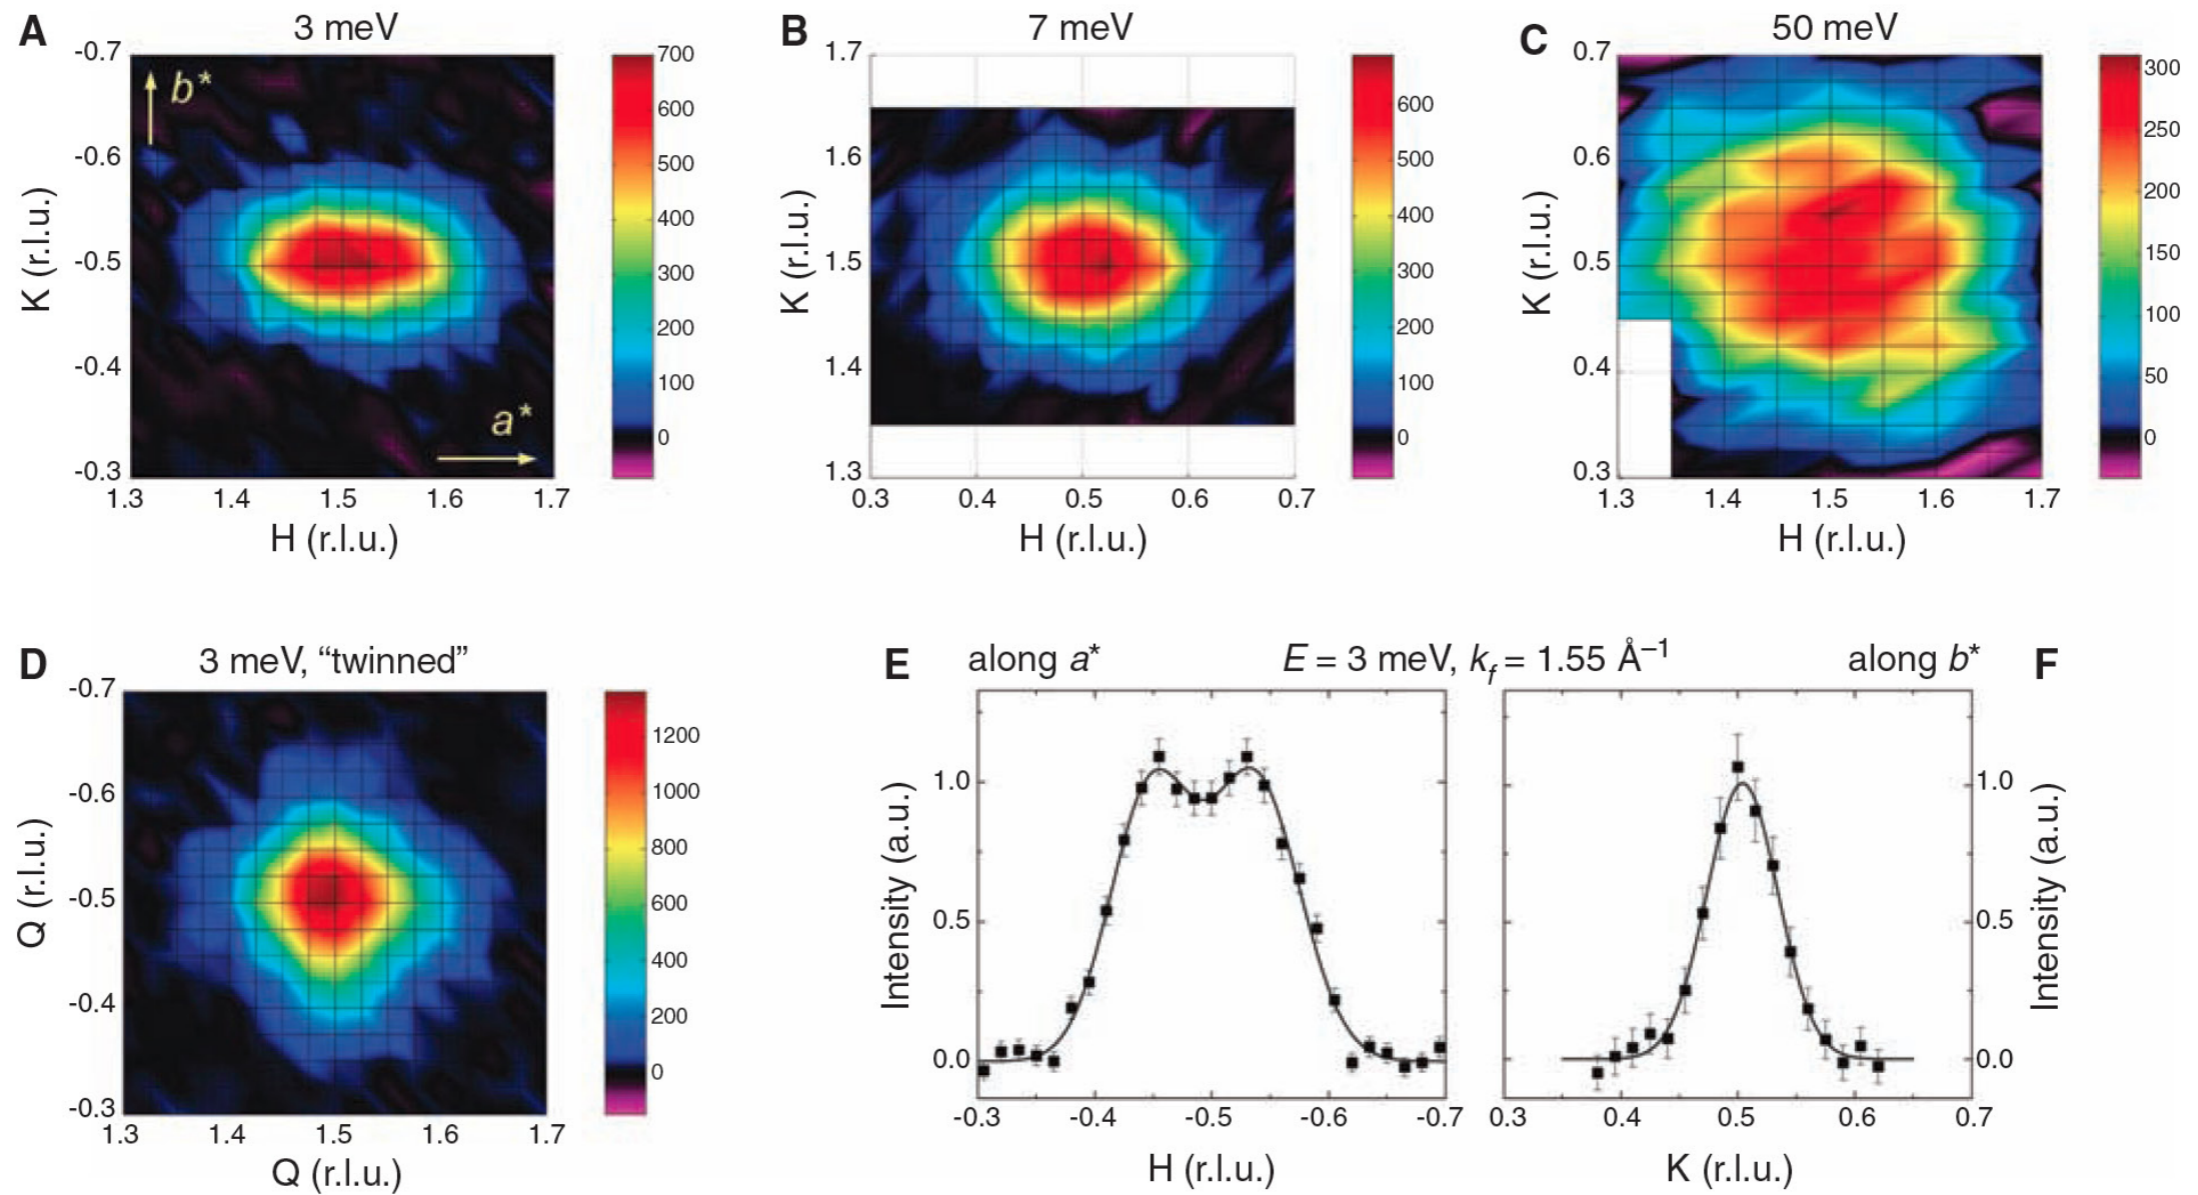 A
3 meV
-0.7
-0.6
-0.5
-0.4
-0.3
K (r.l.u.)
b*
a*
1.3 1.4 1.5 1.6 1.7
H (r.l.u.)
700
600
500
400
300
200
100
0
B
7 meV
1.7
1.6
1.5
1.4
1.3
K (r.l.u.)
0.3 0.4 0.5 0.6 0.7
H (r.l.u.)
600
500
400
300
200
100
0
C
50 meV
0.7
0.6
0.5
0.4
0.3
K (r.l.u.)
1.3 1.4 1.5 1.6 1.7
H (r.l.u.)
300
250
200
150
100
50
0
D
3 meV, “twinned”
-0.7
-0.6
-0.5
-0.4
-0.3
Q (r.l.u.)
1.3 1.4 1.5 1.6 1.7
Q (r.l.u.)
1200
1000
800
600
400
200
0
E along a* E = 3 meV, kf = 1.55 Å–1 along b* F
Intensity (a.u.)
1.0
0.5
0.0
-0.3 -0.4 -0.5 -0.6 -0.7
H (r.l.u.)
1.0
0.5
0.0
Intensity (a.u.)
0.3 0.4 0.5 0.6 0.7
K (r.l.u.)